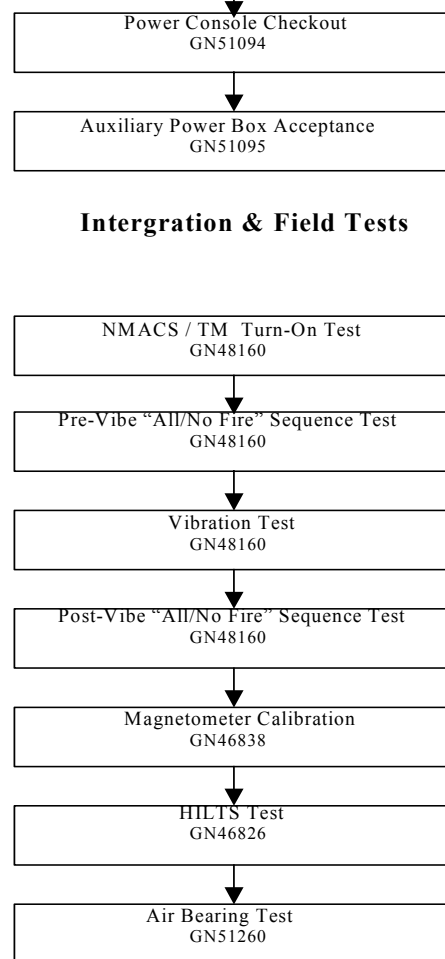 Power Console Checkout
GN51094
Auxiliary Power Box Acceptance
GN51095
Intergration & Field Tests
NMACS / TM Turn-On Test
GN48160
Pre-Vibe “All/No Fire” Sequence Test
GN48160
Vibration Test
GN48160
Post-Vibe “All/No Fire” Sequence Test
GN48160
Magnetometer Calibration
GN46838
HILTS Test
GN46826
Air Bearing Test
GN51260